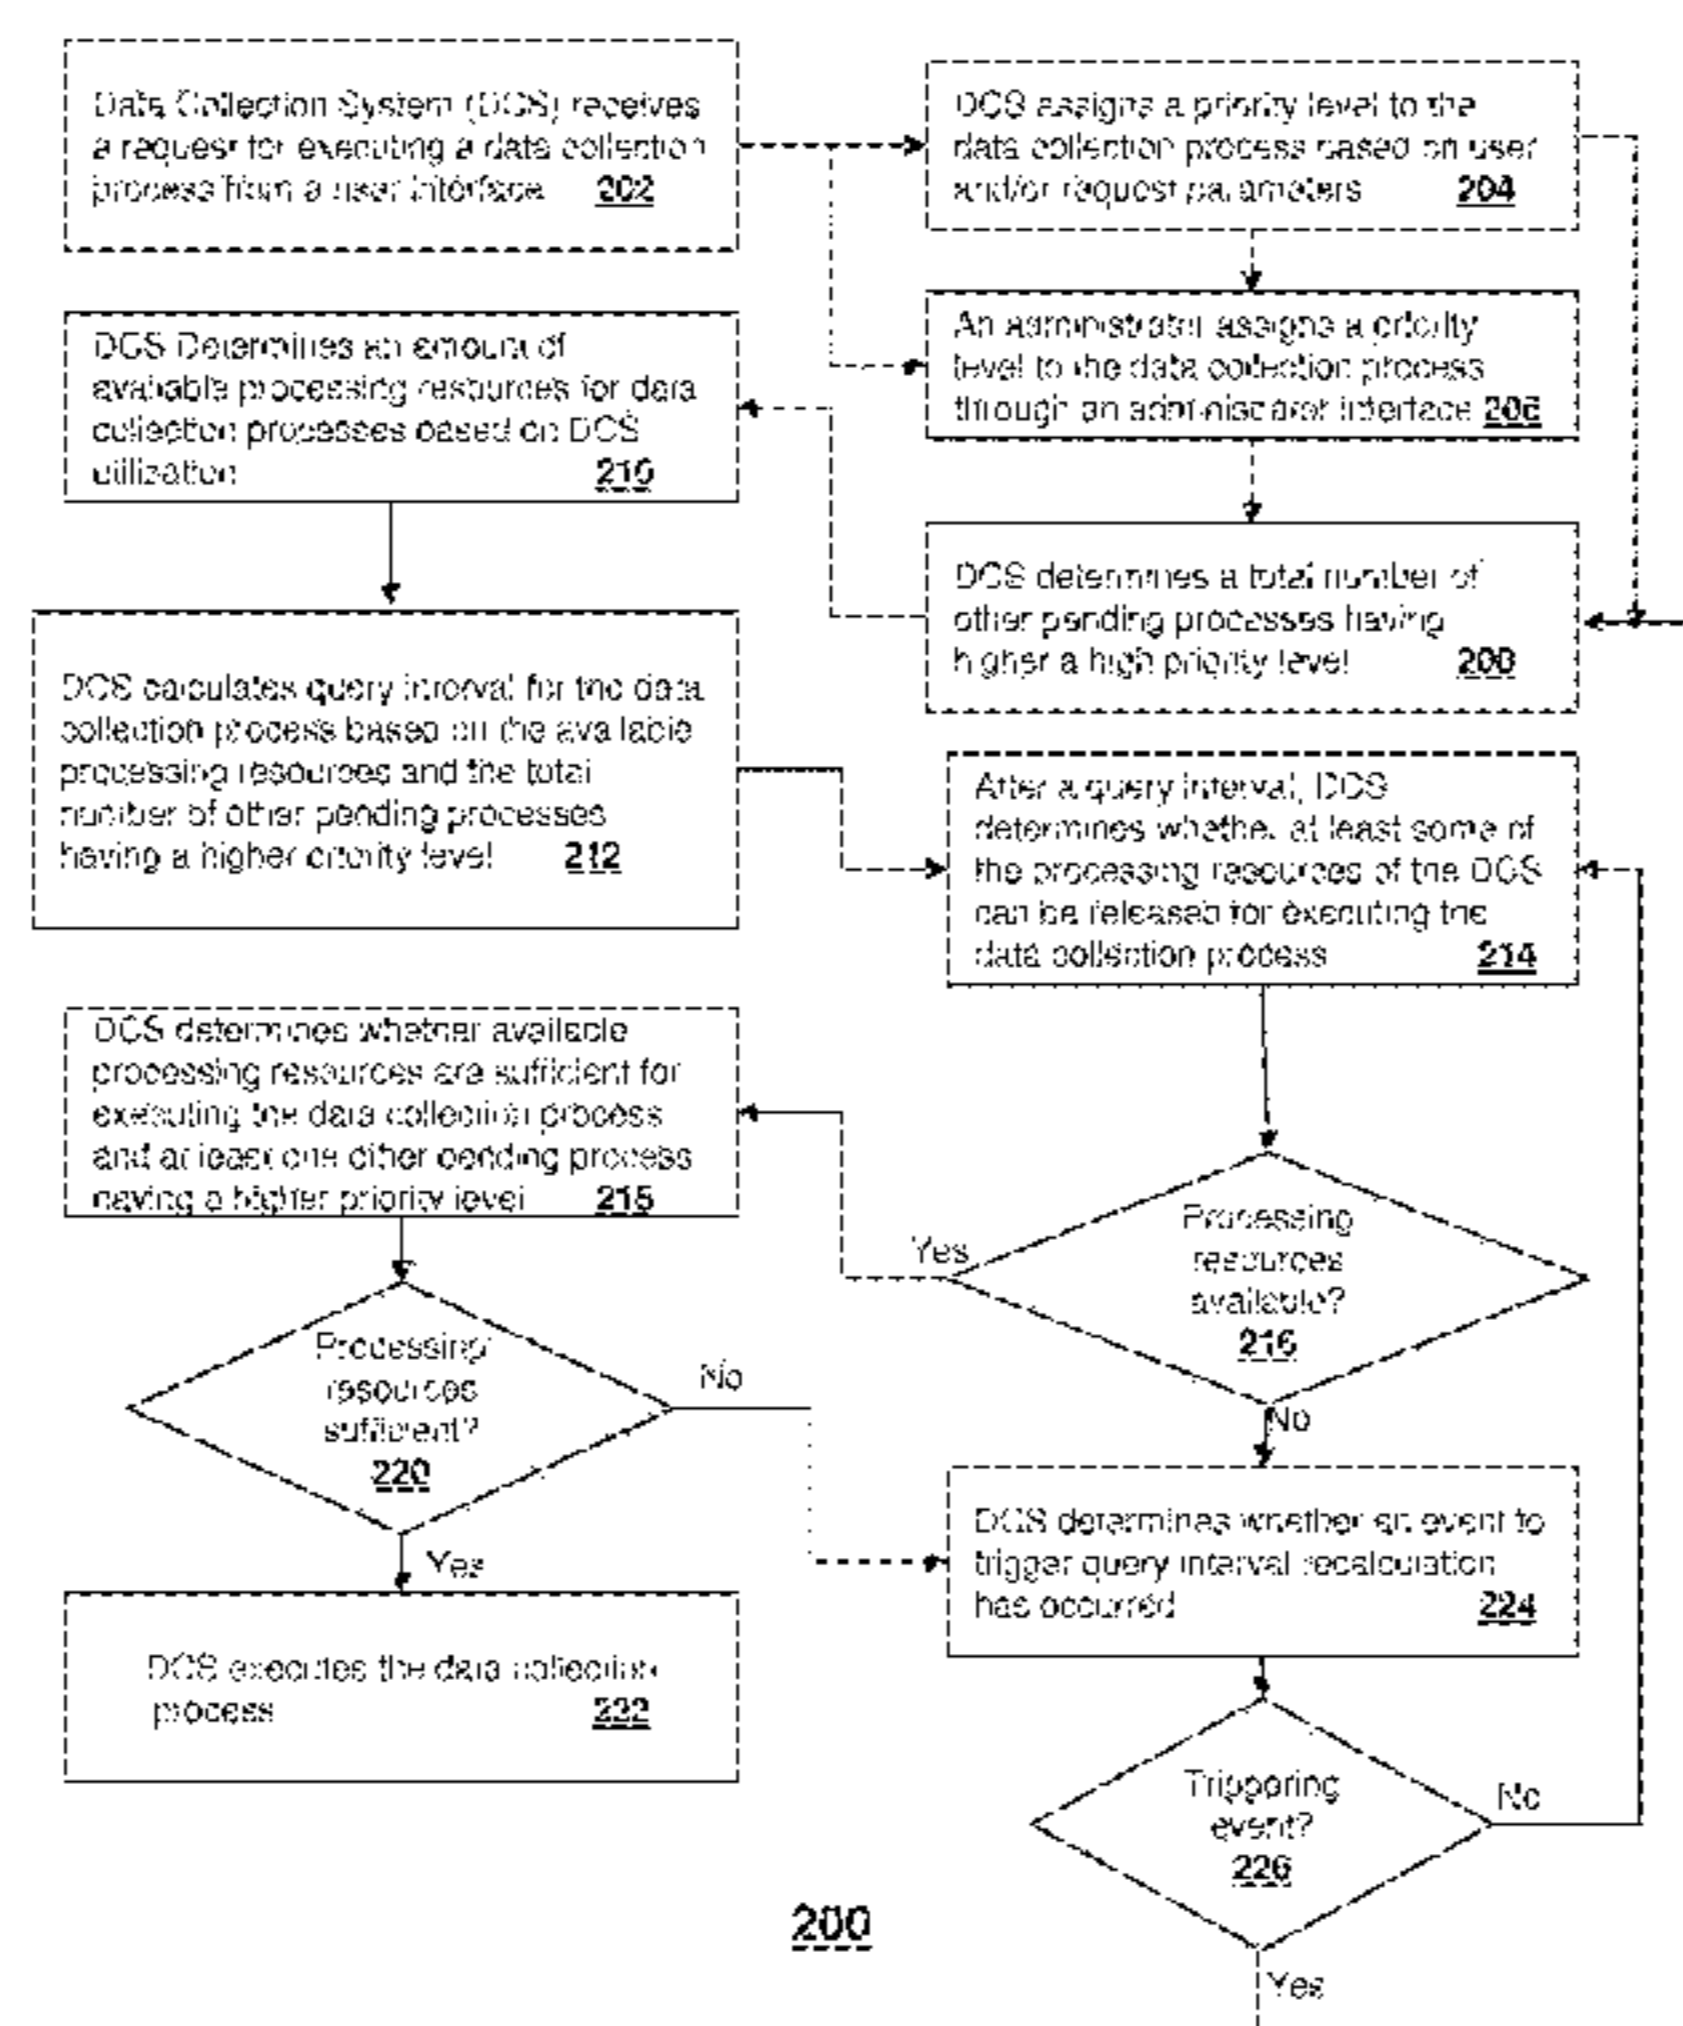 Data Collection System (DCS) receives
a request for executing a data collection
process from a user interface 202
DCS assigns a priority level to the
data collection process based on user
and/or request parameters 204
An administrator assigns a priority
level to the data collection process
through an administrator interface 206
DCS Determines an amount of
available processing resources for data
collection processes based on DCS
utilization 210
DCS determines a total number of
other pending processes having
higher a high priority level 208
DCS calculates query interval for the data
collection process based on the available
processing resources and the total
number of other pending processes
having a higher priority level 212
After a query interval, DCS
determines whether at least some of
the processing resources of the DCS
can be released for executing the
data collection process 214
DCS determines whether available
processing resources are sufficient for
executing the data collection process
and at least one other pending process
having a higher priority level
Processing
resources
available?
216
Yes
No
Processing
resources
sufficient?
220
No
Yes
DCS determines whether an event to
trigger query interval recalculation
has occurred 224
DCS executes the data collection
process 222
Triggering
event?
226
No
Yes
200